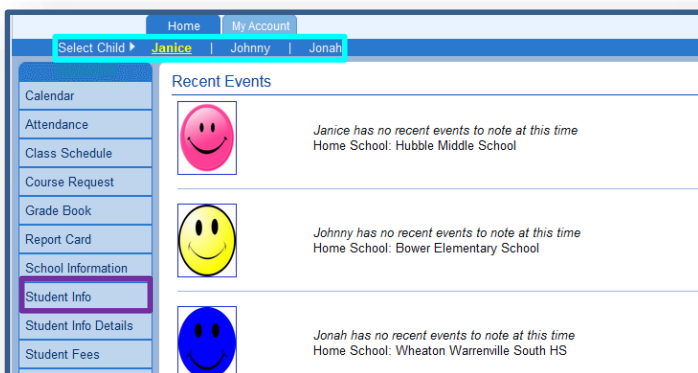 Home My Account
Select Child Janice | Johnny | Jonah
Recent Events
Calendar
Attendance
Class Schedule
Course Request
Grade Book
Report Card
School Information
Student Info
Student Info Details
Student Fees
Janice has no recent events to note at this time
Home School: Hubble Middle School
Johnny has no recent events to note at this time
Home School: Bower Elementary School
Jonah has no recent events to note at this time
Home School: Wheaton Warrenville South HS